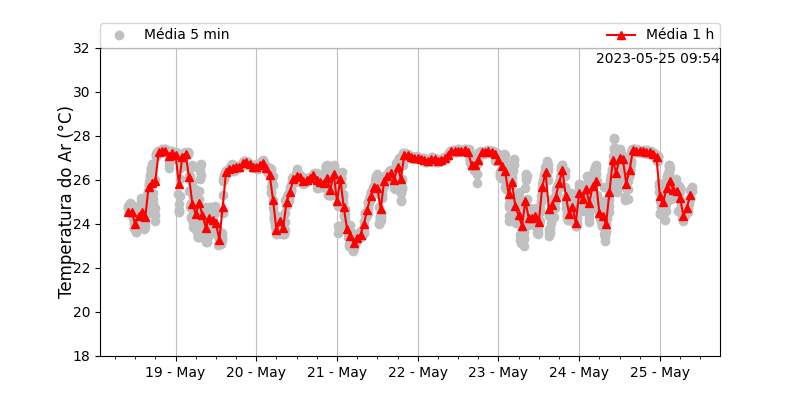 Média 5 min
Média 1 h
2023-05-25 09:54
Temperatura do Ar (°C)
32
30
28
26
24
22
20
18
19 - May
20 - May
21 - May
22 - May
23 - May
24 - May
25 - May